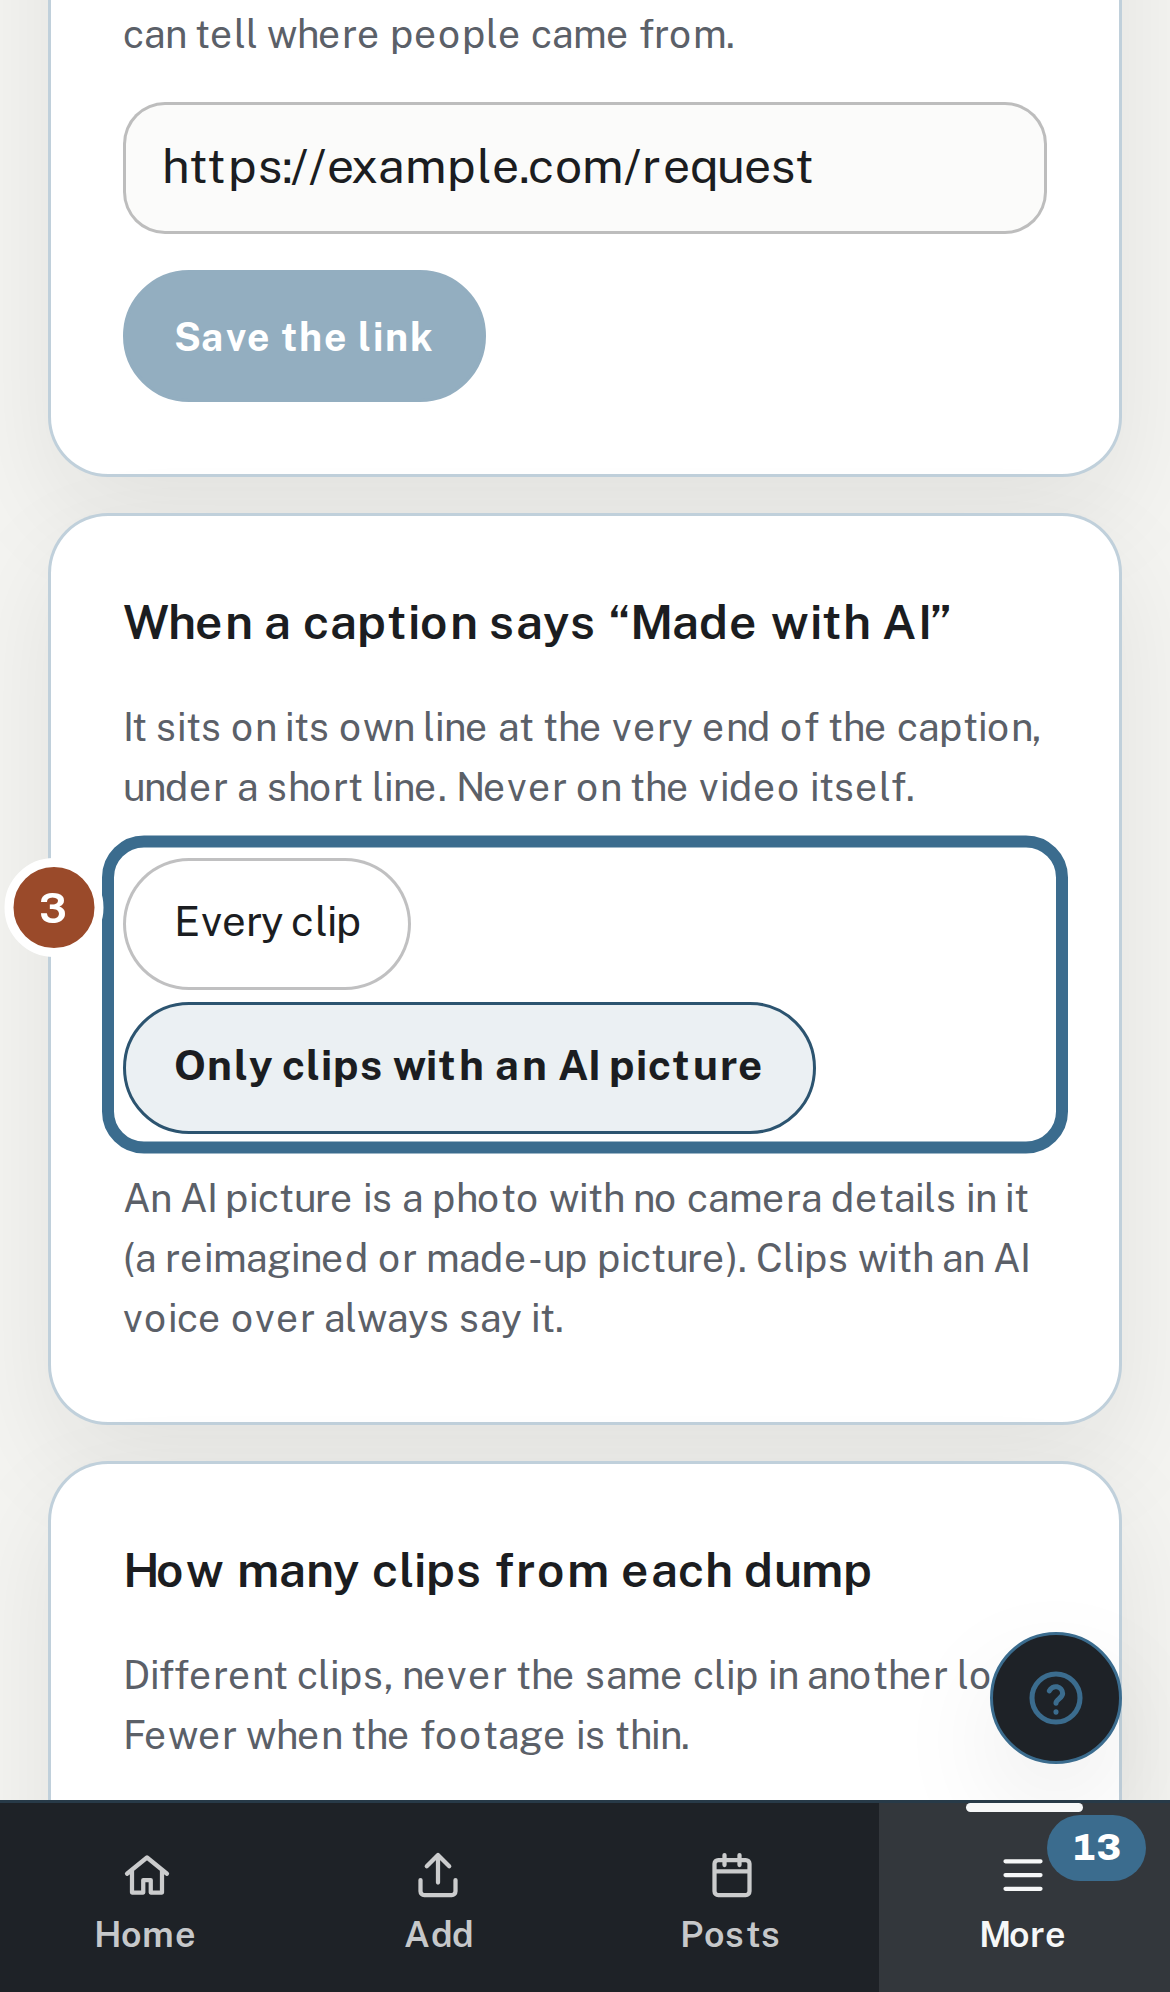 can tell where people came from.
https://example.com/request
Save the link
When a caption says “Made with AI”
It sits on its own line at the very end of the caption,
under a short line. Never on the video itself.
3
Every clip
Only clips with an AI picture
An AI picture is a photo with no camera details in it
(a reimagined or made-up picture). Clips with an AI
voice over always say it.
How many clips from each dump
Different clips, never the same clip in another
Fewer when the footage is thin.
13
Home
Add
Posts
More